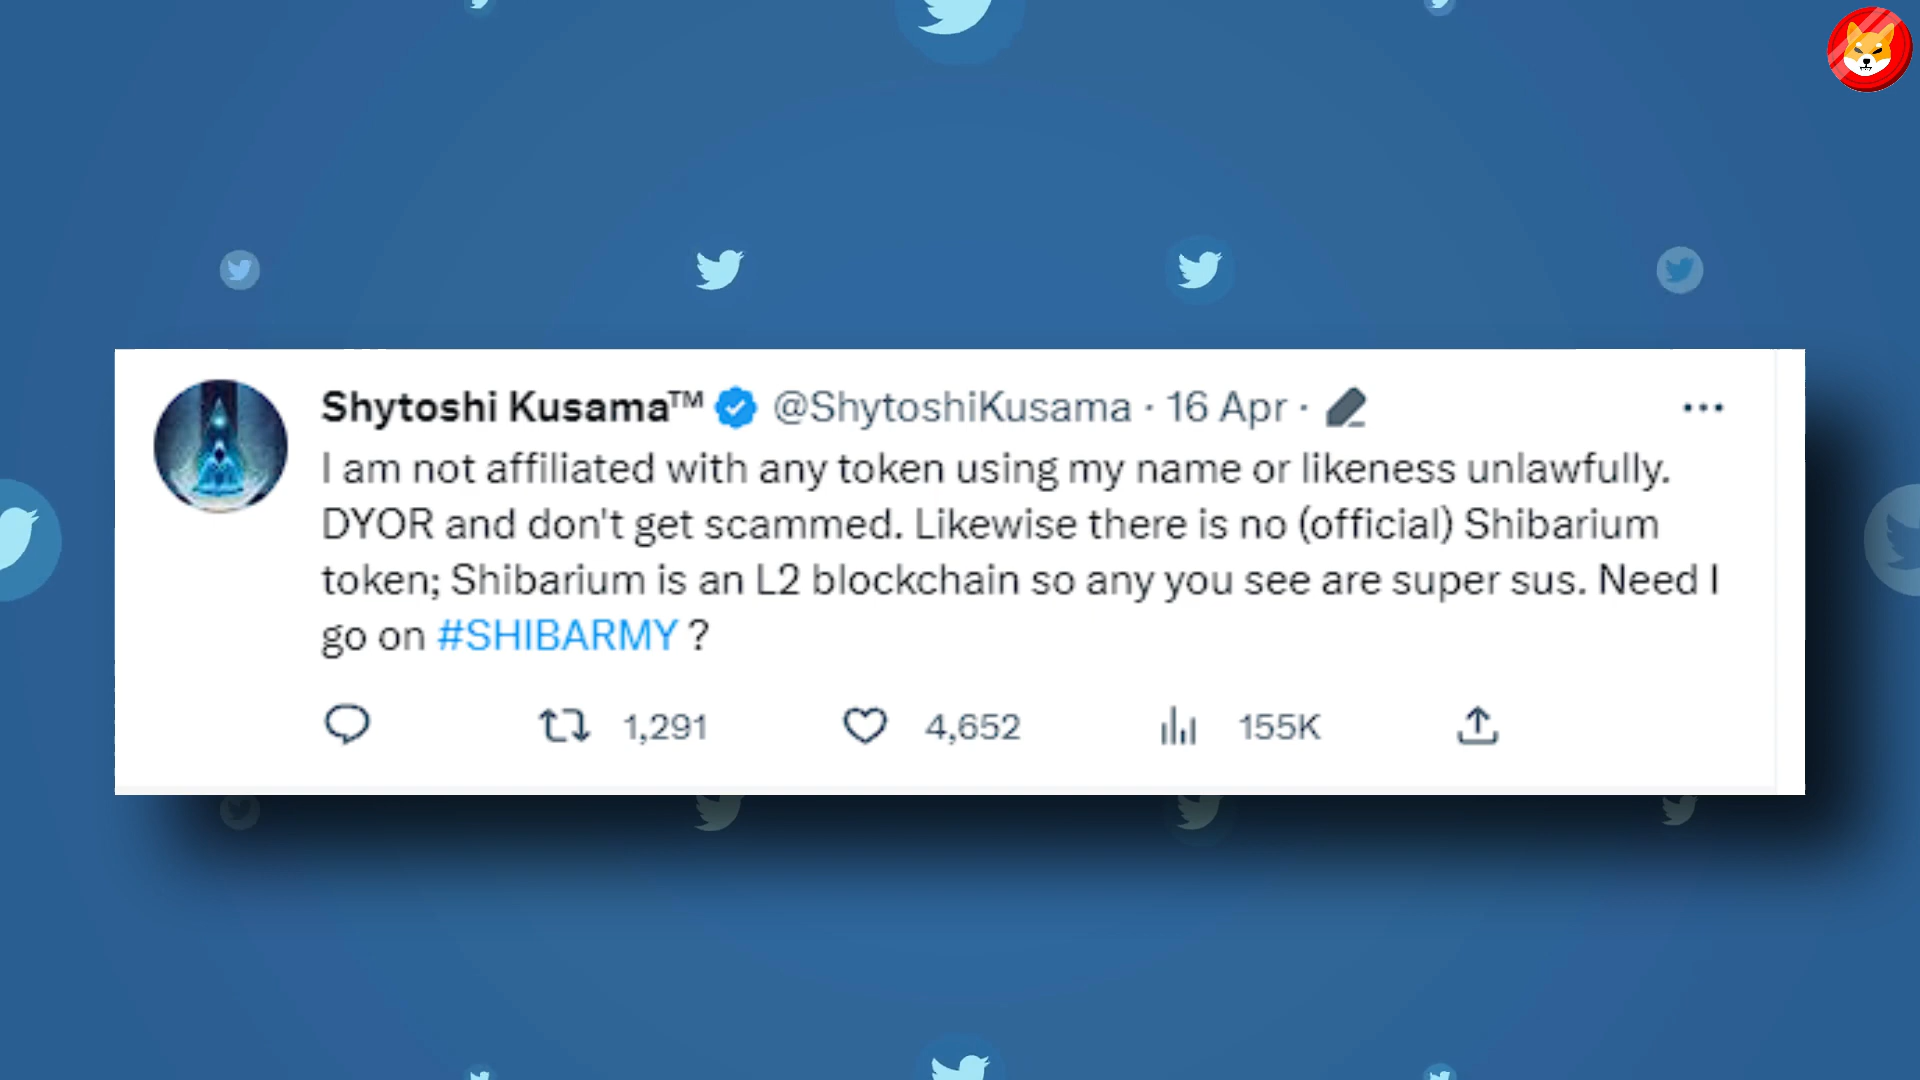 Shytoshi Kusama™ @ShytoshiKusama · 16 Apr ·
I am not affiliated with any token using my name or likeness unlawfully.
DYOR and don't get scammed. Likewise there is no (official) Shibarium
token; Shibarium is an L2 blockchain so any you see are super sus. Need I
go on #SHIBARMY ?
1,291 4,652 155K